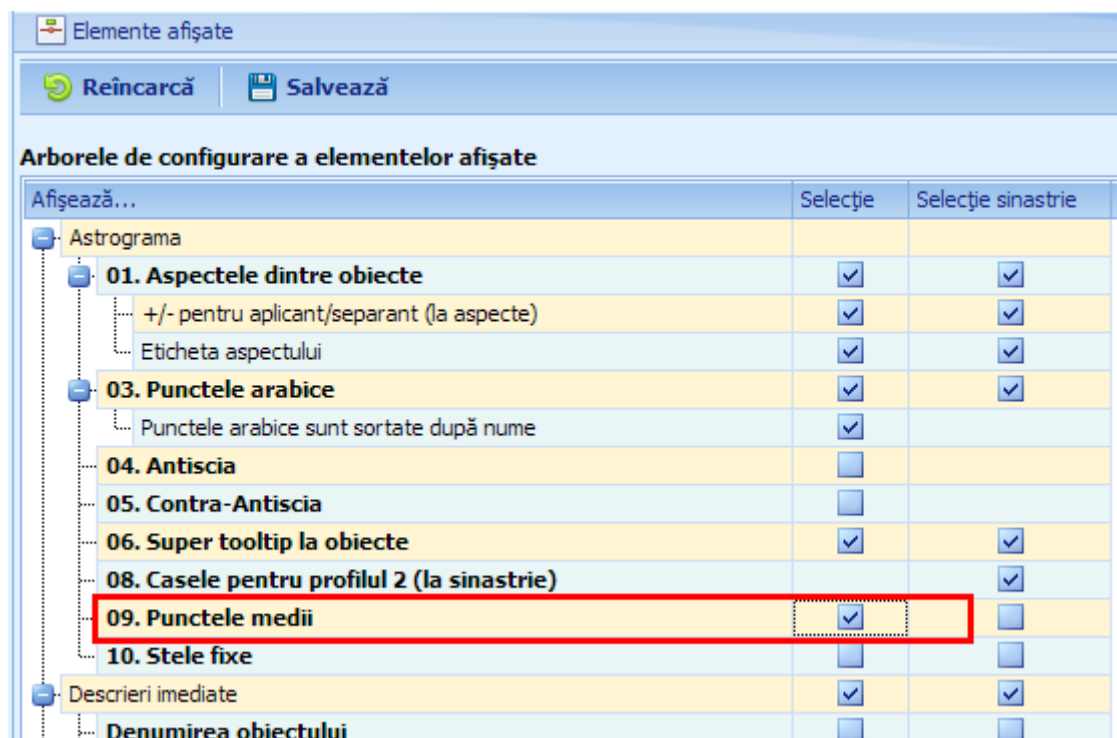 Elemente afişate
Reîncarcă Salvează
Arborele de configurare a elementelor afişate
Afişează... Selecţie Selecţie sinastrie
Astrograma
01. Aspectele dintre obiecte
+/- pentru aplicant/separant (la aspecte)
Eticheta aspectului
03. Punctele arabice
Punctele arabice sunt sortate după nume
04. Antiscia
05. Contra-Antiscia
06. Super tooltip la obiecte
08. Casele pentru profilul 2 (la sinastrie)
09. Punctele medii
10. Stele fixe
Descrieri imediate
Denumirea obiectului